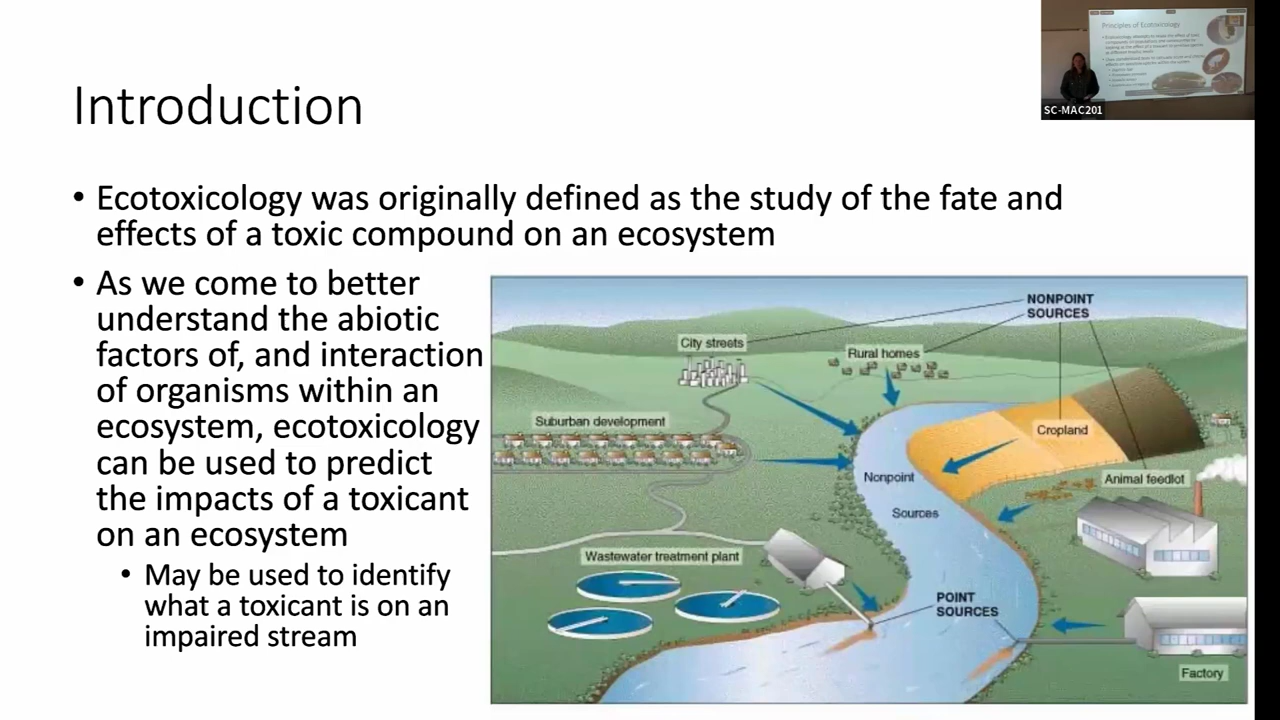 Introduction
Principles of Ecotoxicology
SC-MAC201
• Ecotoxicology was originally defined as the study of the fate and
effects of a toxic compound on an ecosystem
• As we come to better
understand the abiotic
factors of, and interaction
of organisms within an
ecosystem, ecotoxicology
can be used to predict
the impacts of a toxicant
on an ecosystem
• May be used to identify
what a toxicant is on an
impaired stream
NONPOINT
SOURCES
City streets
Rural homes
Suburban development
Cropland
Nonpoint
Sources
Animal feedlot
Wastewater treatment plant
POINT
SOURCES
Factory